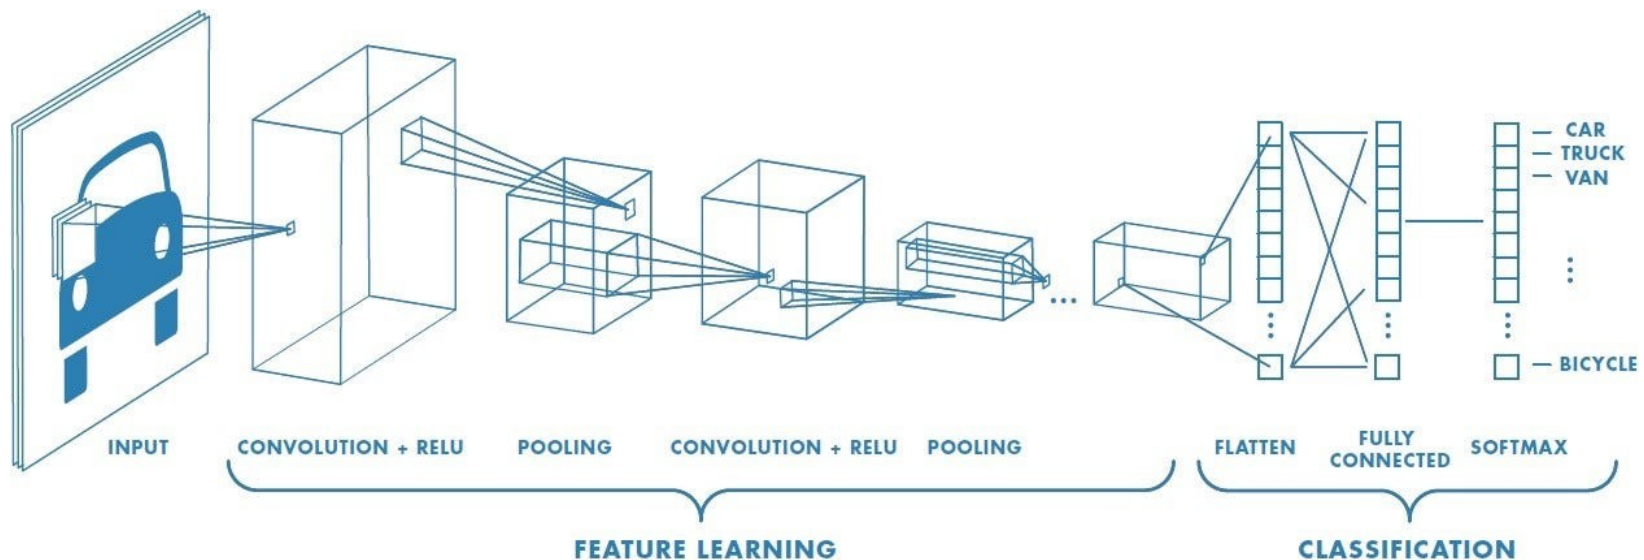 CAR
TRUCK
VAN
BICYCLE
INPUT
CONVOLUTION + RELU
POOLING
CONVOLUTION + RELU
POOLING
FLATTEN
FULLY
CONNECTED
SOFTMAX
FEATURE LEARNING
CLASSIFICATION